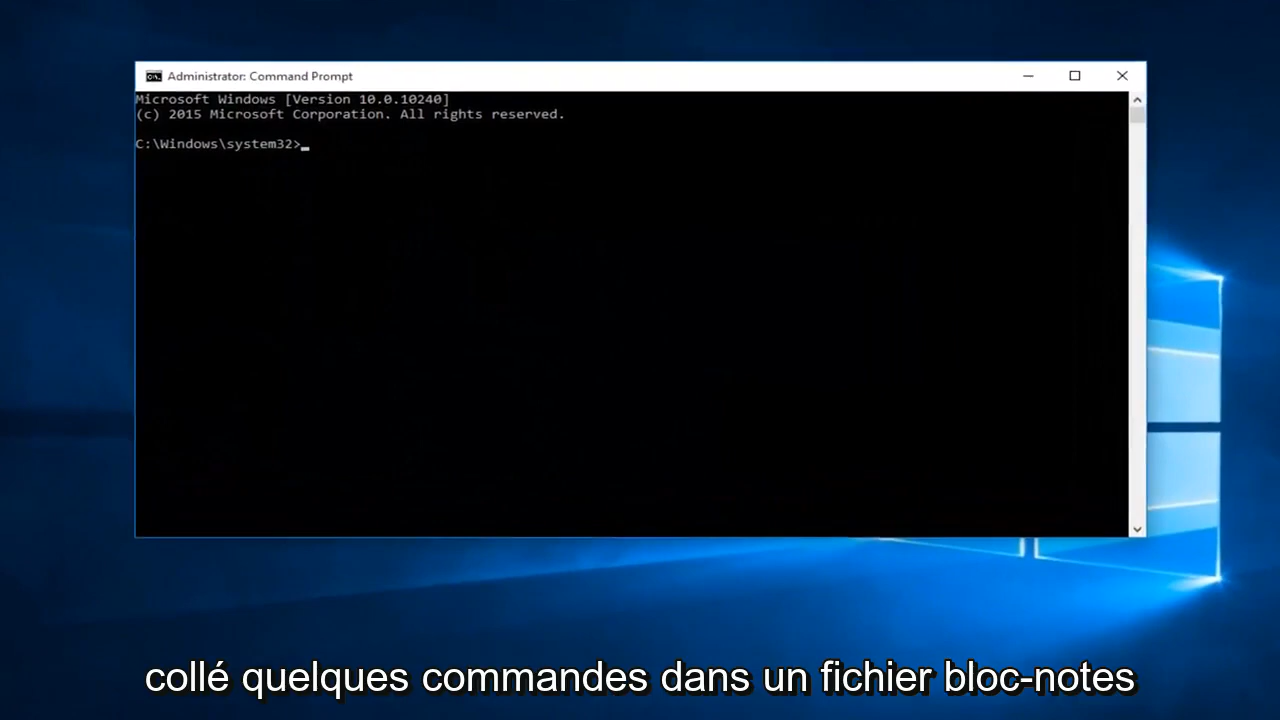 Administrator: Command Prompt
Microsoft Windows [Version 10.0.10240]
(c) 2015 Microsoft Corporation. All rights reserved.
C:\Windows\system32>_
collé quelques commandes dans un fichier bloc-notes